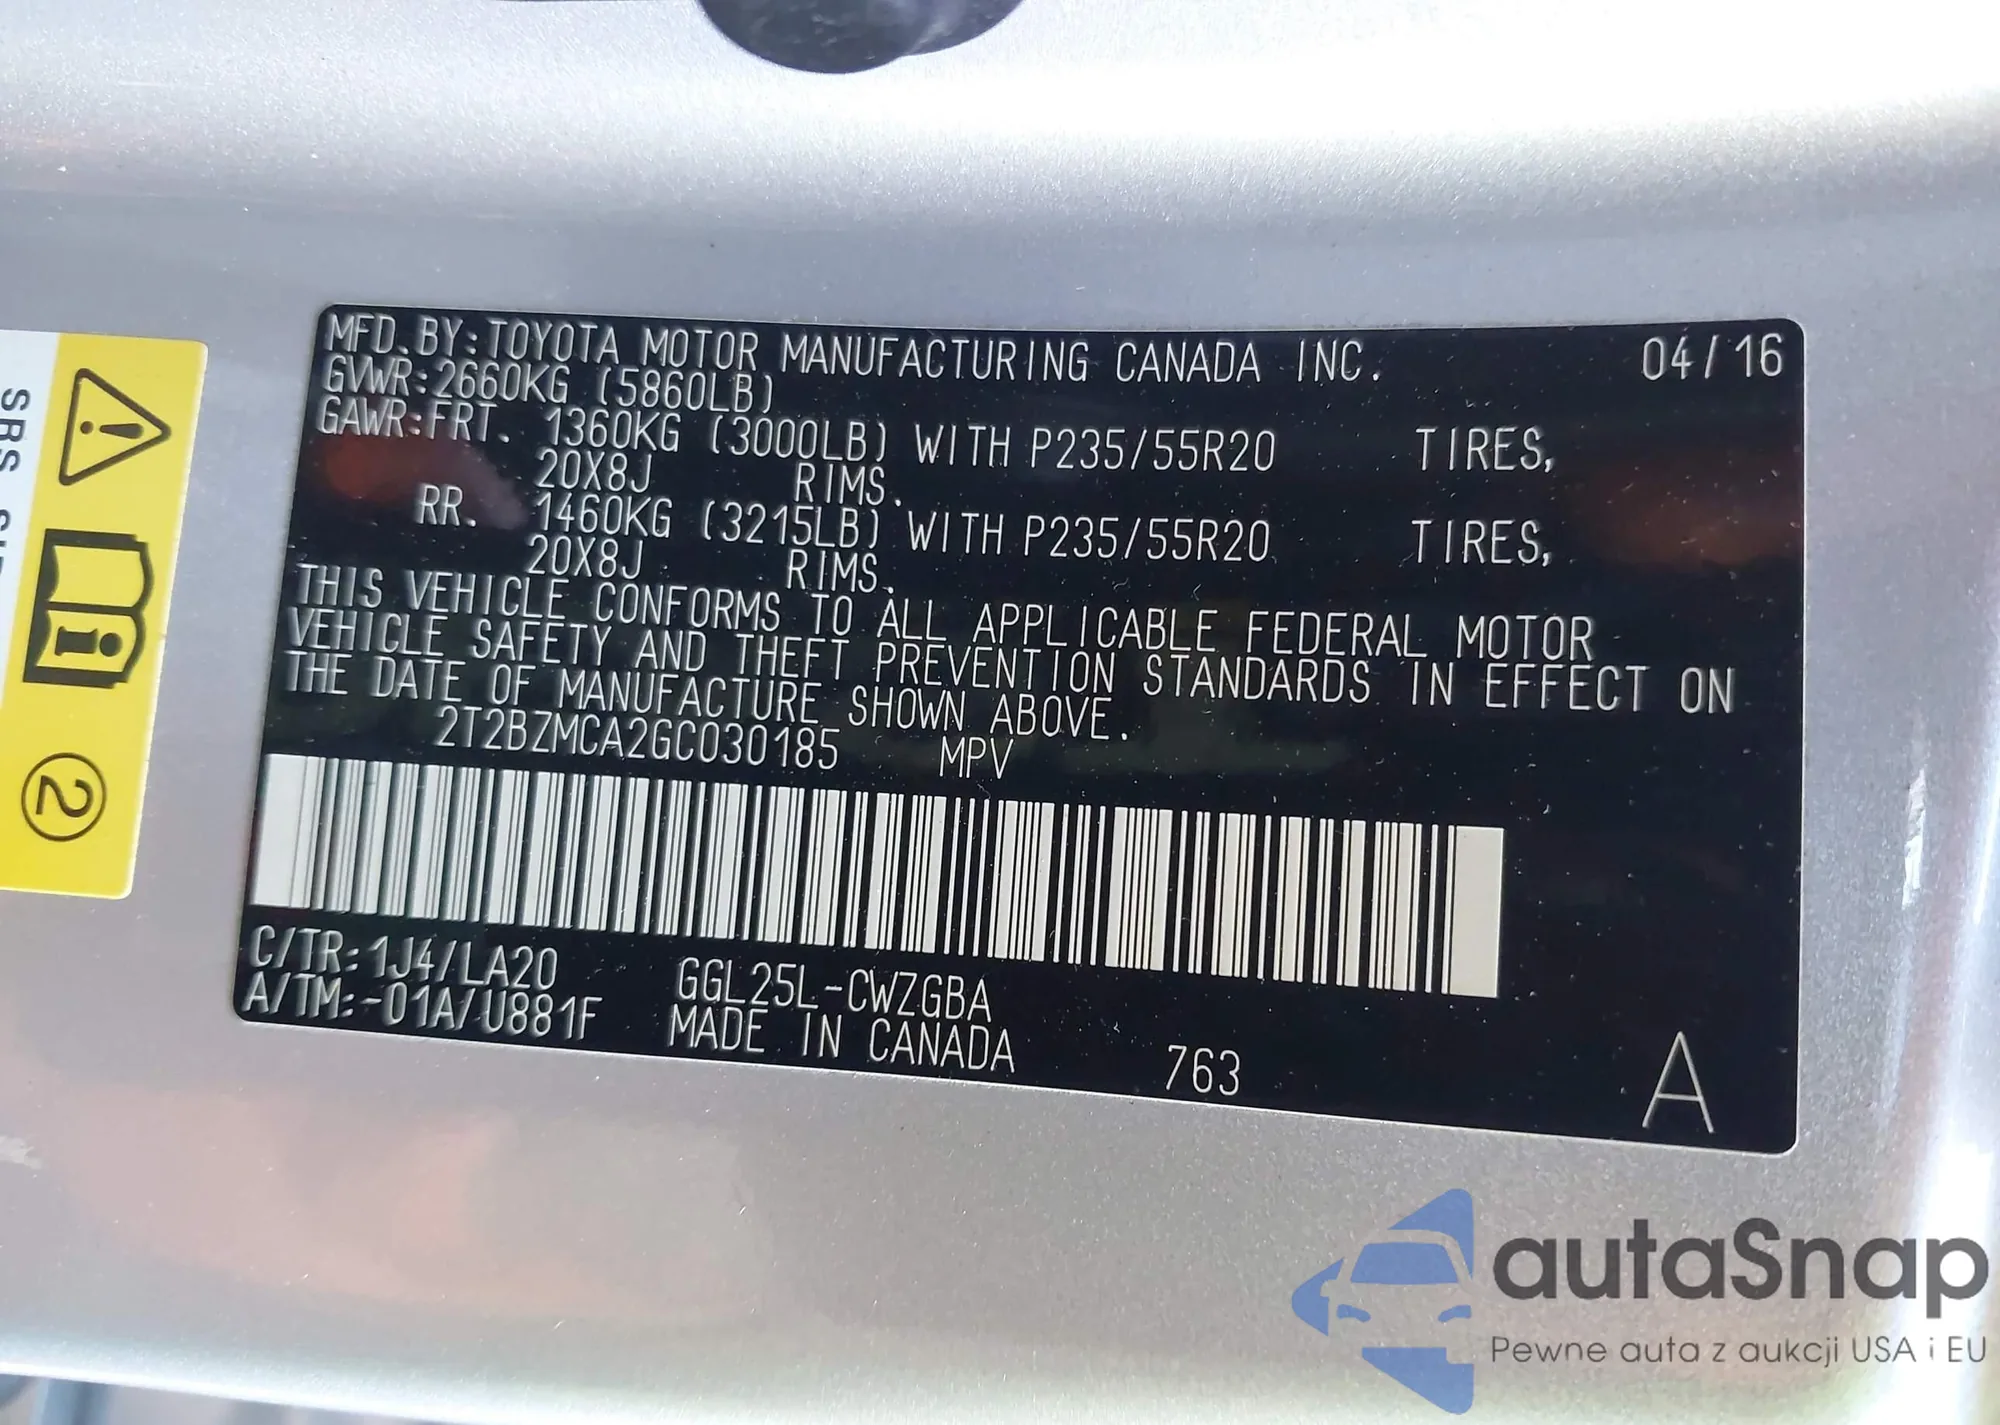 MFD. BY: TOYOTA MOTOR MANUFACTURING CANADA INC. 04/16
GVWR: 2660KG (5860LB)
GAWR: FRT. 1360KG (3000LB) WITH P235/55R20 TIRES,
20X8J RIMS.
RR. 1460KG (3215LB) WITH P235/55R20 TIRES,
20X8J RIMS.
THIS VEHICLE CONFORMS TO ALL APPLICABLE FEDERAL MOTOR
VEHICLE SAFETY AND THEFT PREVENTION STANDARDS IN EFFECT ON
THE DATE OF MANUFACTURE SHOWN ABOVE.
2T2BZMCA2GC030185 MPV
C/TR: 1J4/LA20 GGL25L-CWZGBA
A/TM: -01A/U881F MADE IN CANADA 763 A
SRS
2
autaSnap
Pewne auta z aukcji USA i EU